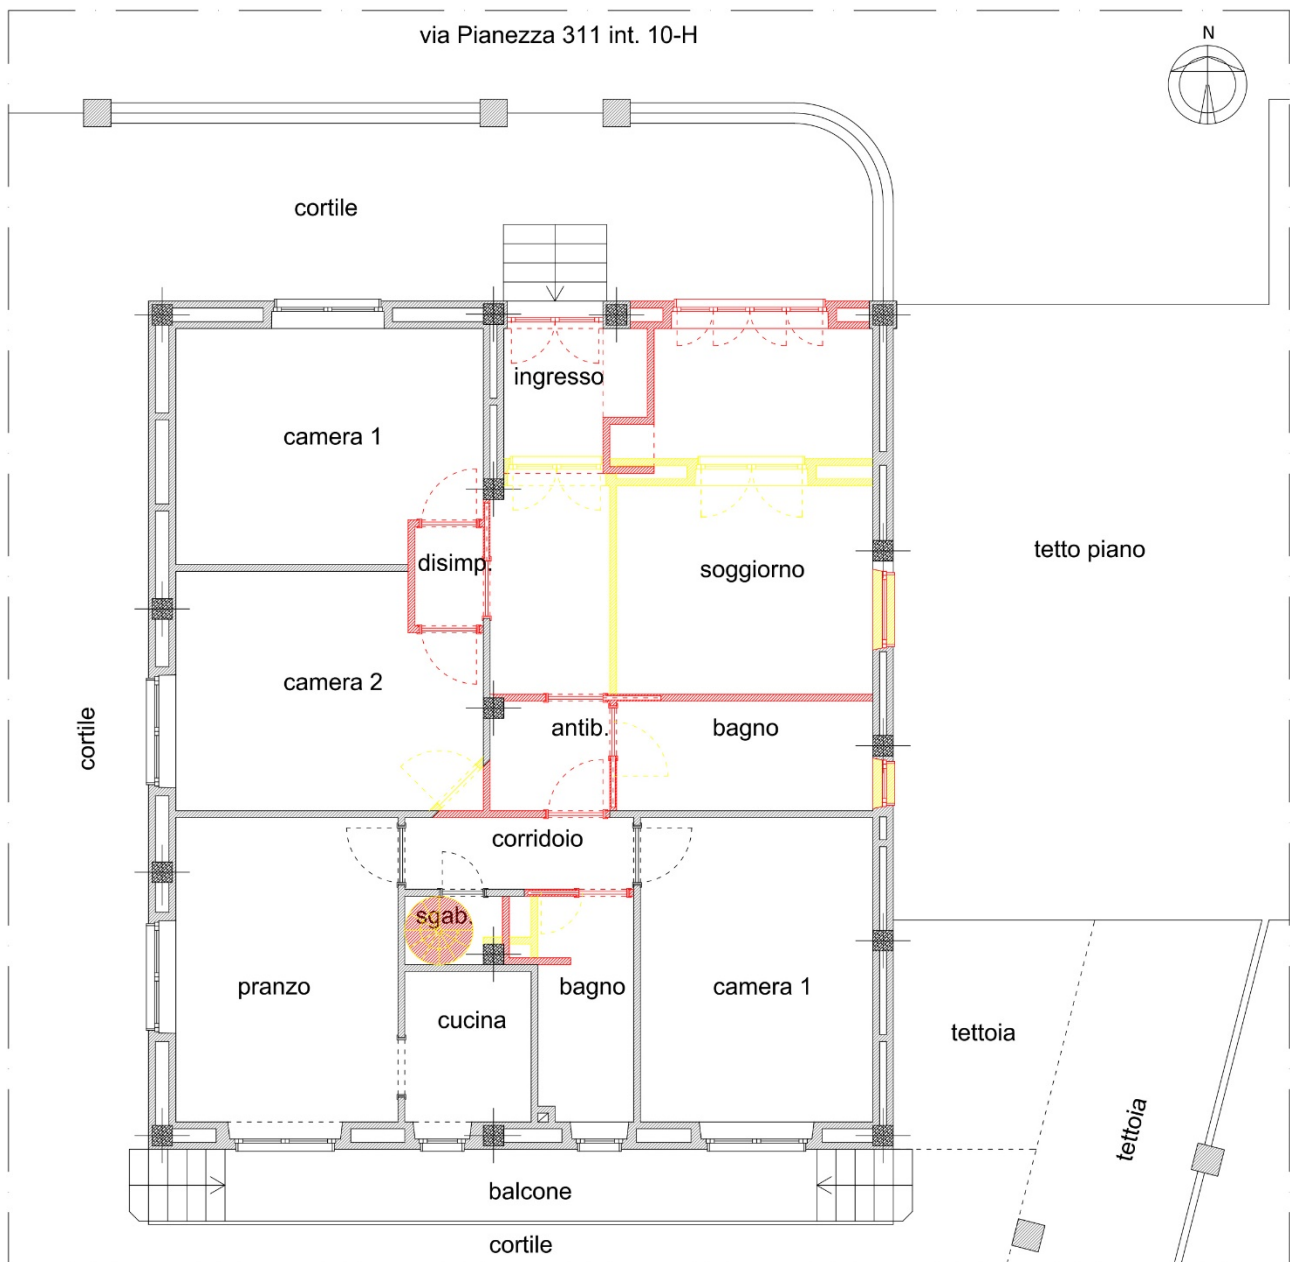 via Pianezza 311 int. 10-H
N
cortile
ingresso
camera 1
disimp.
soggiorno
tetto piano
camera 2
cortile
antib.
bagno
corridoio
sgab.
pranzo
bagno
camera 1
cucina
tettoia
tettoia
balcone
cortile